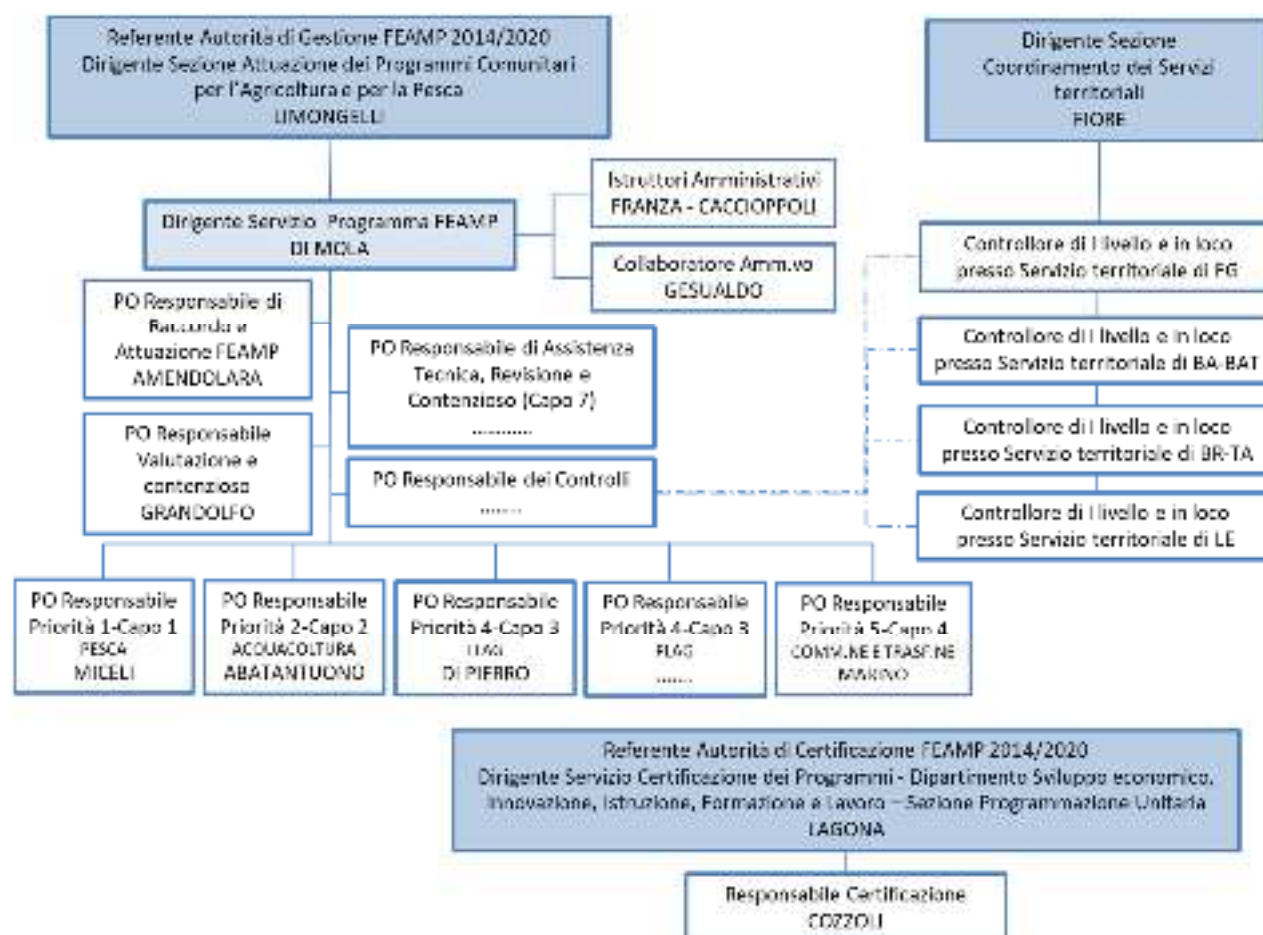 Referente Autorità di Gestione FEAMP 2014/2020
Dirigente Sezione Attuazione dei Programmi Comunitari
per l'Agricoltura e per la Pesca
LIMONGELLI
Dirigente Sezione
Coordinamento dei Servizi
territoriali
FIORE
Istruttori Amministrativi
FRANZA - CACCIOPPOLI
Dirigente Servizio Programma FEAMP
DI MOLA
Collaboratore Amm.vo
GESUALDO
Controllore di I livello e in loco
presso Servizio territoriale di FG
PO Responsabile di
Raccordo e
Attuazione FEAMP
AMENDOLARA
PO Responsabile di Assistenza
Tecnica, Revisione e
Contenzioso (Capo 7)
...........
Controllore di I livello e in loco
presso Servizio territoriale di BA-BAT
PO Responsabile
Valutazione e
contenzioso
GRANDOLFO
PO Responsabile dei Controlli
........
Controllore di I livello e in loco
presso Servizio territoriale di BR-TA
Controllore di I livello e in loco
presso Servizio territoriale di LE
PO Responsabile
Priorità 1-Capo 1
PESCA
MICELI
PO Responsabile
Priorità 2-Capo 2
ACQUACOLTURA
ABATANTUONO
PO Responsabile
Priorità 4-Capo 3
FLAG
DI PIERRO
PO Responsabile
Priorità 4-Capo 3
FLAG
.......
PO Responsabile
Priorità 5-Capo 4
COMM.NE E TRASF.NE
MARINO
Referente Autorità di Certificazione FEAMP 2014/2020
Dirigente Servizio Certificazione dei Programmi - Dipartimento Sviluppo economico,
Innovazione, Istruzione, Formazione e Lavoro – Sezione Programmazione Unitaria
LAGONA
Responsabile Certificazione
COZZOLI